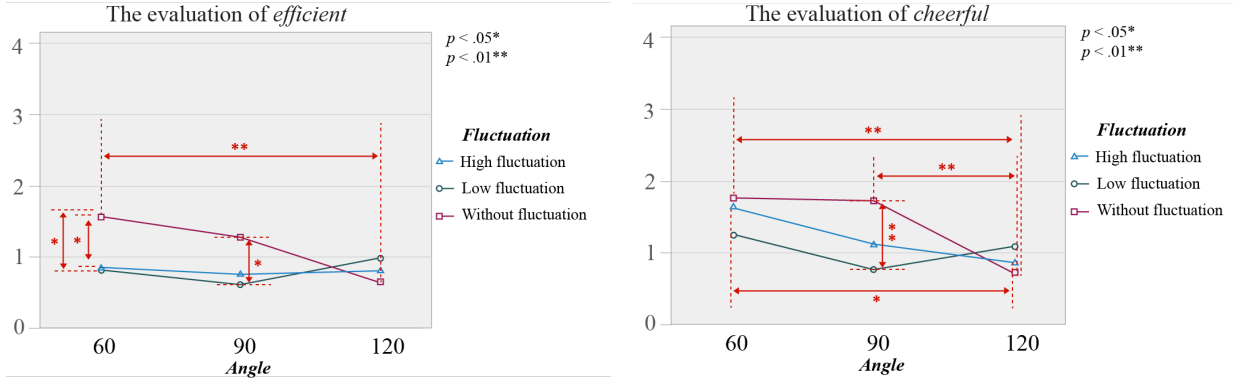 The evaluation of efficient
4
3
2
1
0
60
90
120
Angle
p < .05*
p < .01**
Fluctuation
High fluctuation
Low fluctuation
Without fluctuation
**
*
*
*
The evaluation of cheerful
4
3
2
1
0
60
90
120
Angle
p < .05*
p < .01**
Fluctuation
High fluctuation
Low fluctuation
Without fluctuation
**
**
*
*
*